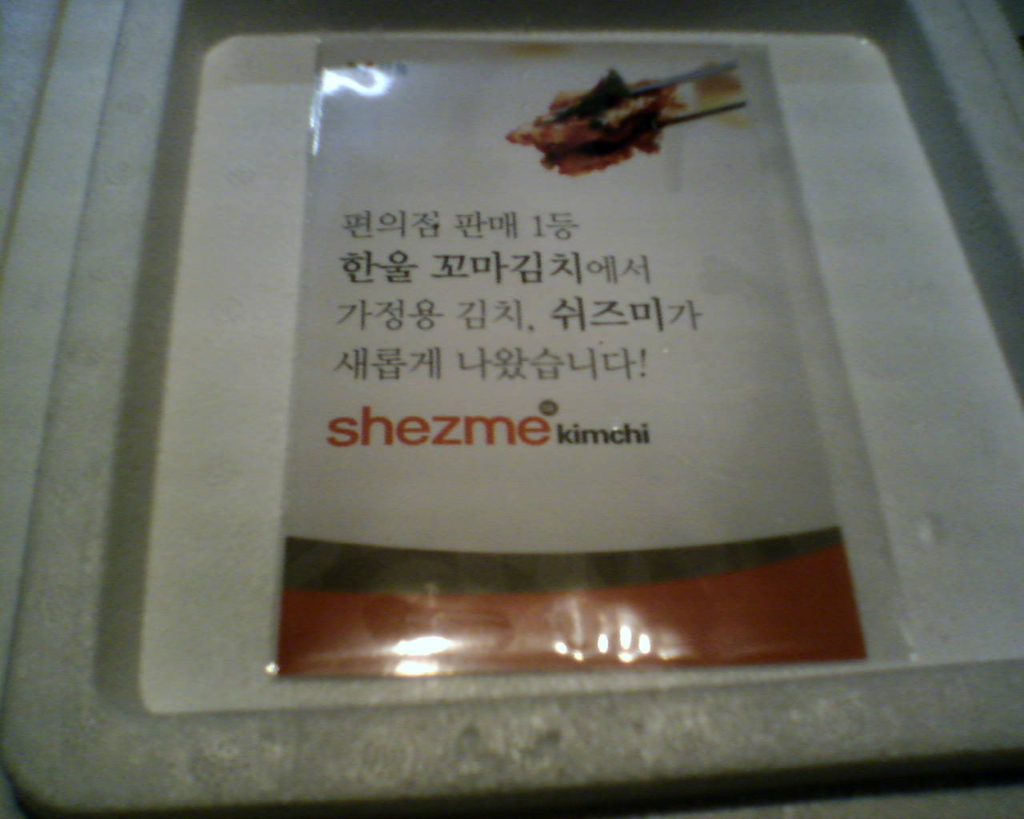 편의점 판매 1등
한울 꼬마김치에서
가정용 김치, 쉬즈미가
새롭게 나왔습니다!
shezme kimchi